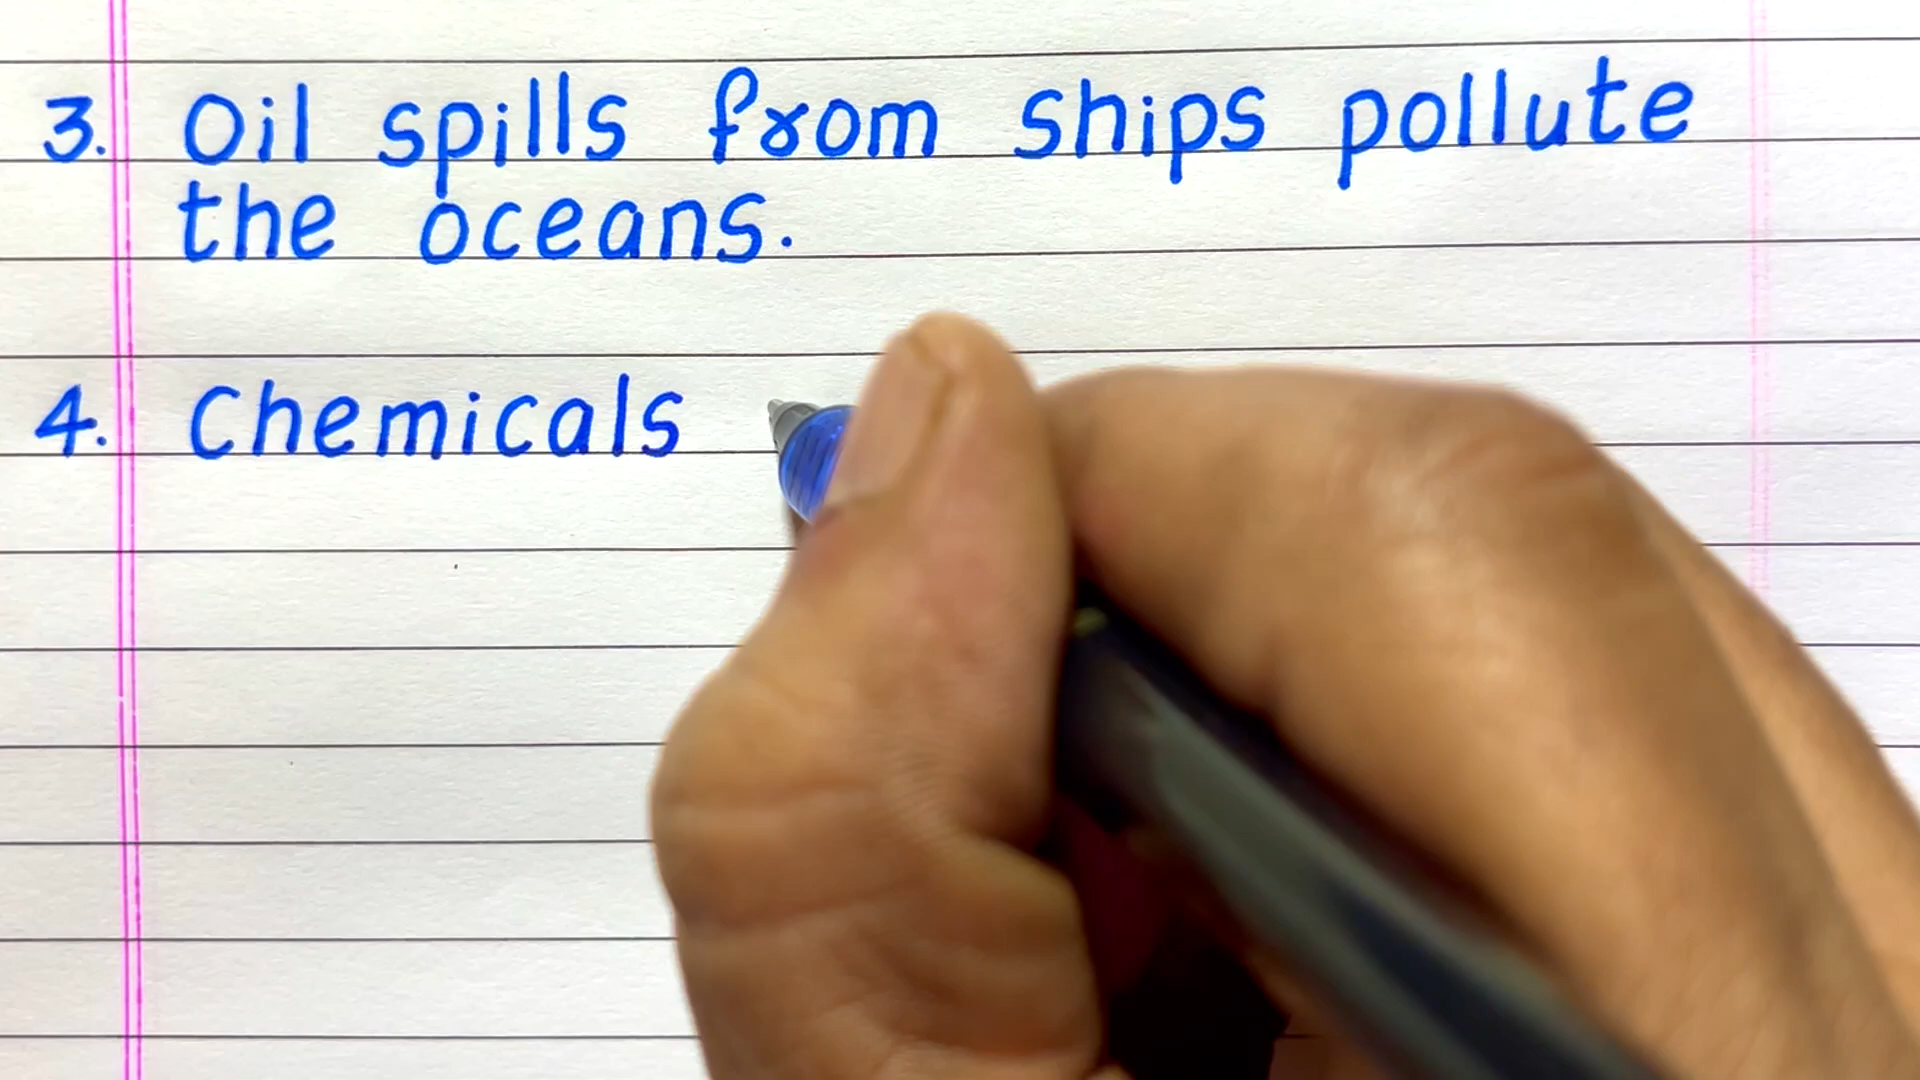 3. Oil spills from ships pollute
the oceans.
4. Chemicals